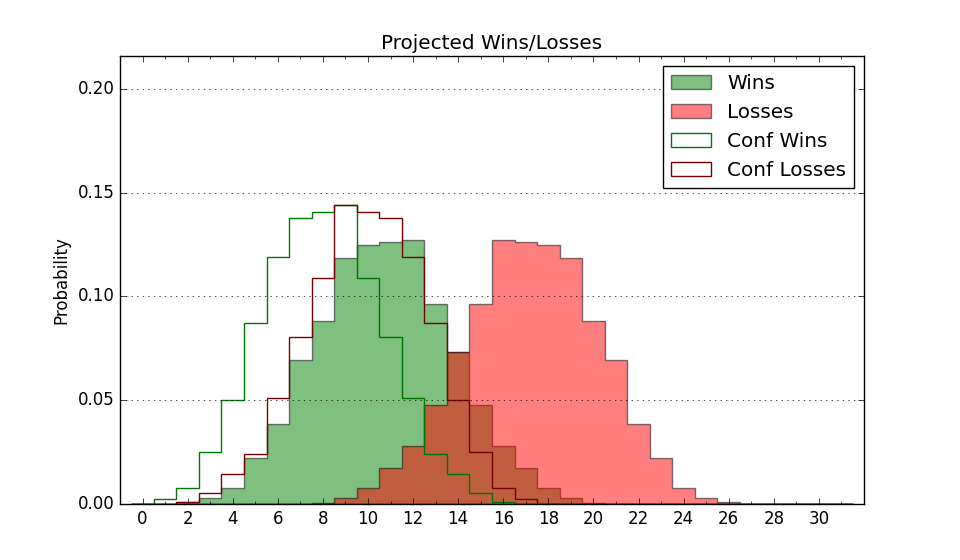 Projected Wins/Losses
Wins
Losses
Conf Wins
Conf Losses
Probability
0.20
0.15
0.10
0.05
0.00
0 2 4 6 8 10 12 14 16 18 20 22 24 26 28 30